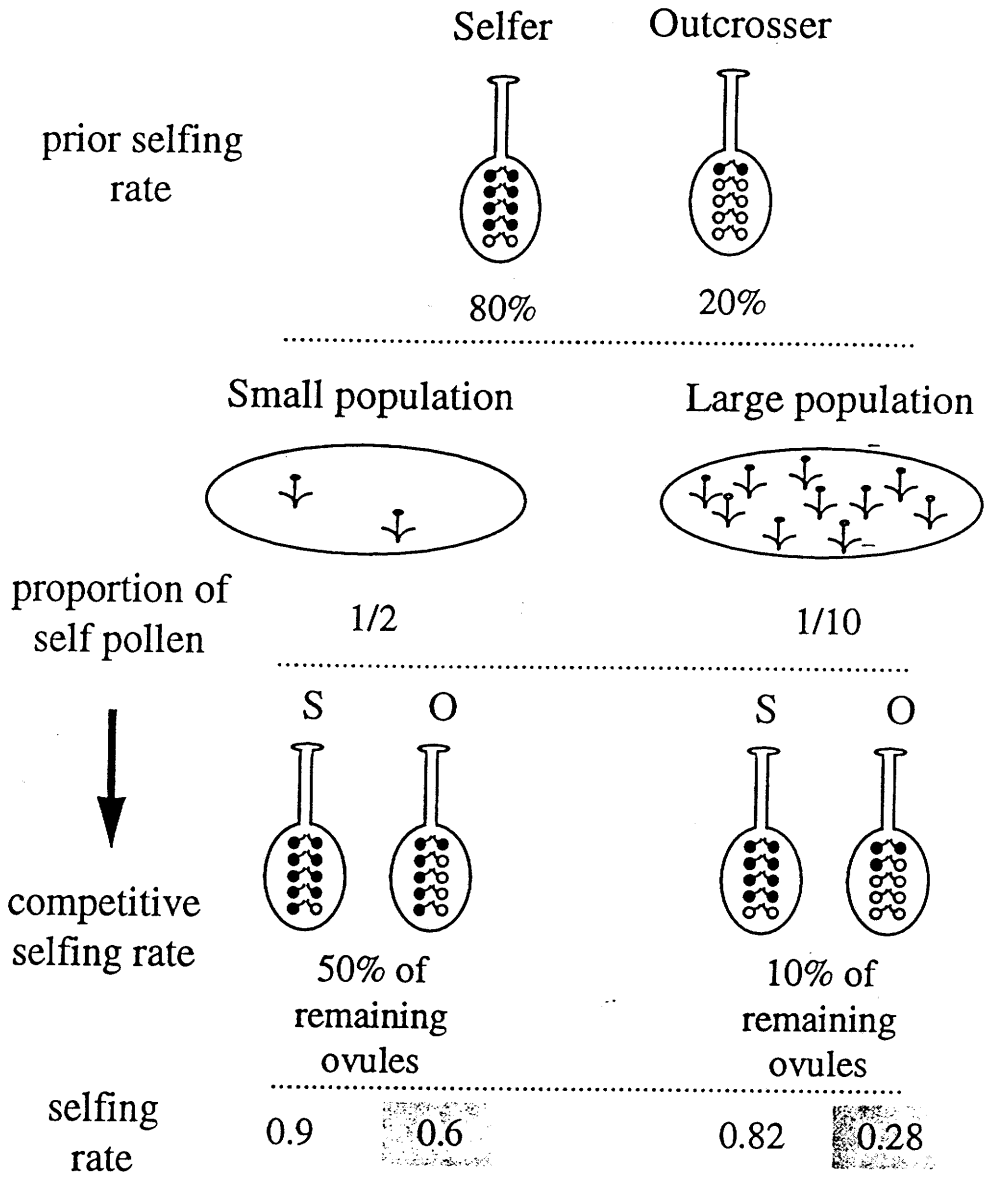 Selfer Outcrosser
prior selfing
rate
80% 20%
Small population Large population
proportion of
self pollen
1/2 1/10
S O S O
competitive
selfing rate
50% of
remaining
ovules
10% of
remaining
ovules
selfing
rate
0.9 0.6 0.82 0.28